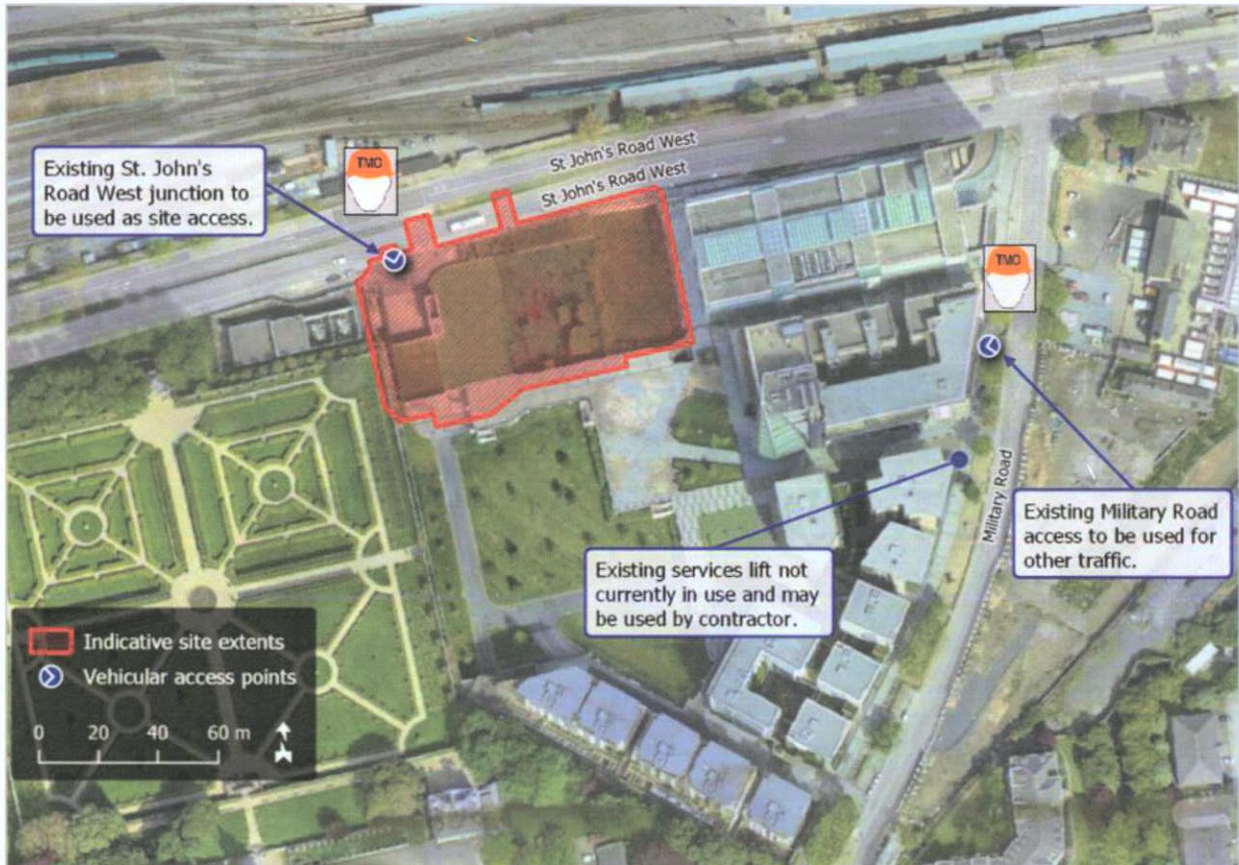 TMO
St John's Road West
St John's Road West
Existing St. John's
Road West junction to
be used as site access.
TMO
Military Road
Existing Military Road
access to be used for
other traffic.
Existing services lift not
currently in use and may
be used by contractor.
Indicative site extents
Vehicular access points
0 20 40 60 m